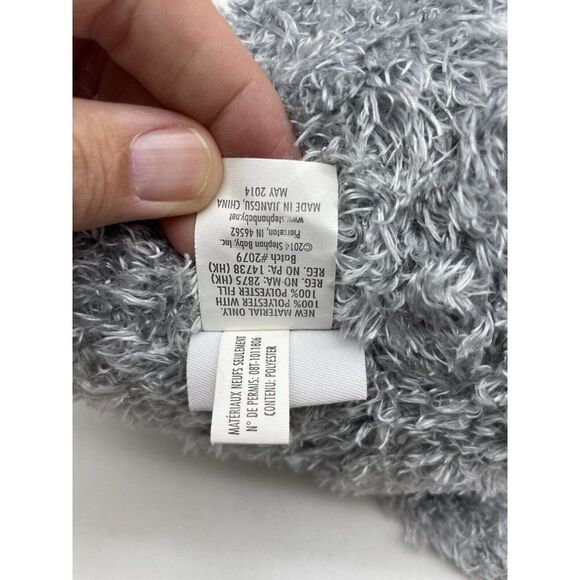 NEW MATERIAL ONLY.
100% POLYESTER WITH
100% POLYESTER FILL
REG. NO MA: 2875 (HK)
REG. NO PA: 14738 (HK)
Batch#2079
©2014 Stephan Baby, Inc.
Pierceton, IN 46562
www.stephanbaby.net
MADE IN JIANGSU, CHINA
MAY 2014
MATÉRIAUX NEUFS SEULEMENT
N° DE PERMIS: 08T-1011806
CONTENU: POLYESTER